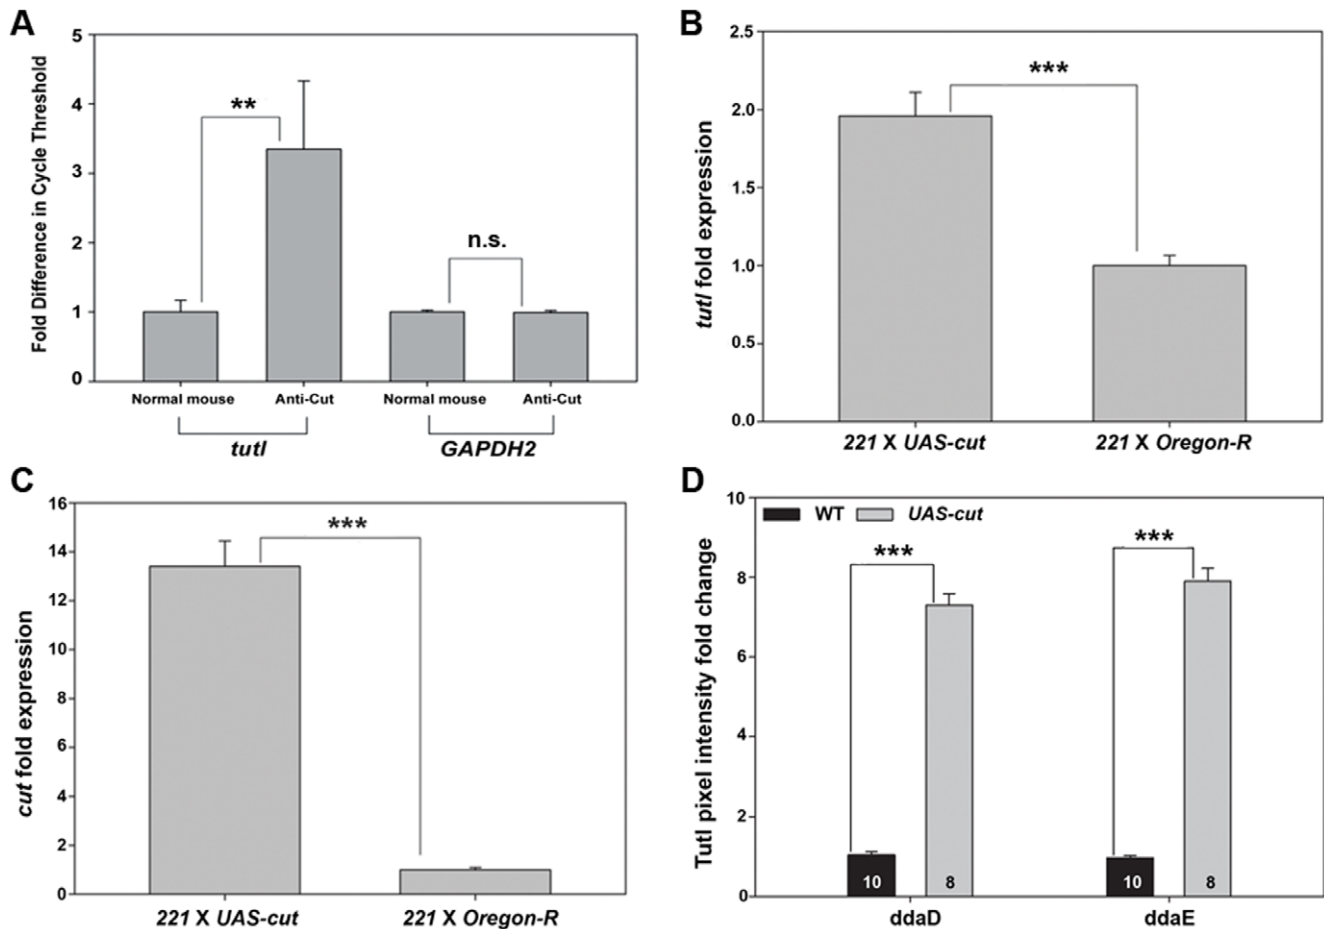 A
Fold Difference in Cycle Threshold
5
4
3
2
1
0
**
n.s.
Normal mouse
Anti-Cut
Normal mouse
Anti-Cut
tutl
GAPDH2
B
tutl fold expression
2.5
2.0
1.5
1.0
0.5
0.0
***
221 X UAS-cut
221 X Oregon-R
C
cut fold expression
16
14
12
10
8
6
4
2
0
***
221 X UAS-cut
221 X Oregon-R
D
Tutl pixel intensity fold change
10
8
6
4
2
0
WT
UAS-cut
***
***
10
8
10
8
ddaD
ddaE